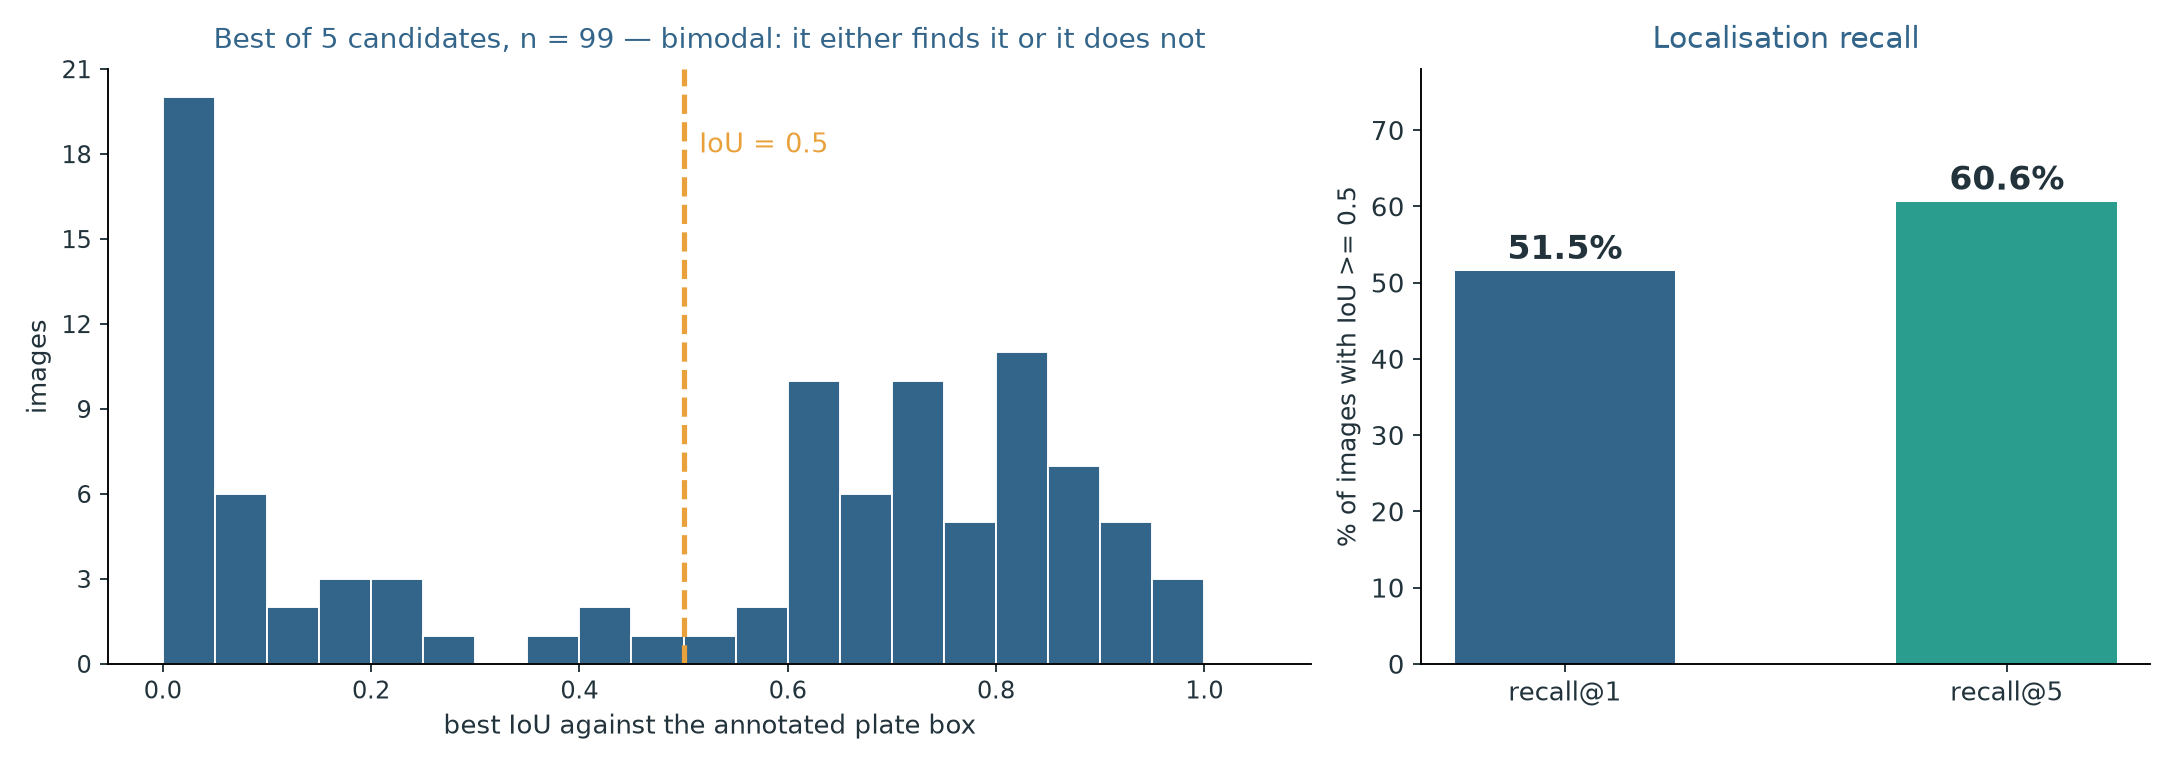 Best of 5 candidates, n = 99 — bimodal: it either finds it or it does not
21
18
15
12
9
6
3
0
images
IoU = 0.5
0.0 0.2 0.4 0.6 0.8 1.0
best IoU against the annotated plate box
Localisation recall
70
60
50
40
30
20
10
0
% of images with IoU >= 0.5
51.5%
60.6%
recall@1 recall@5